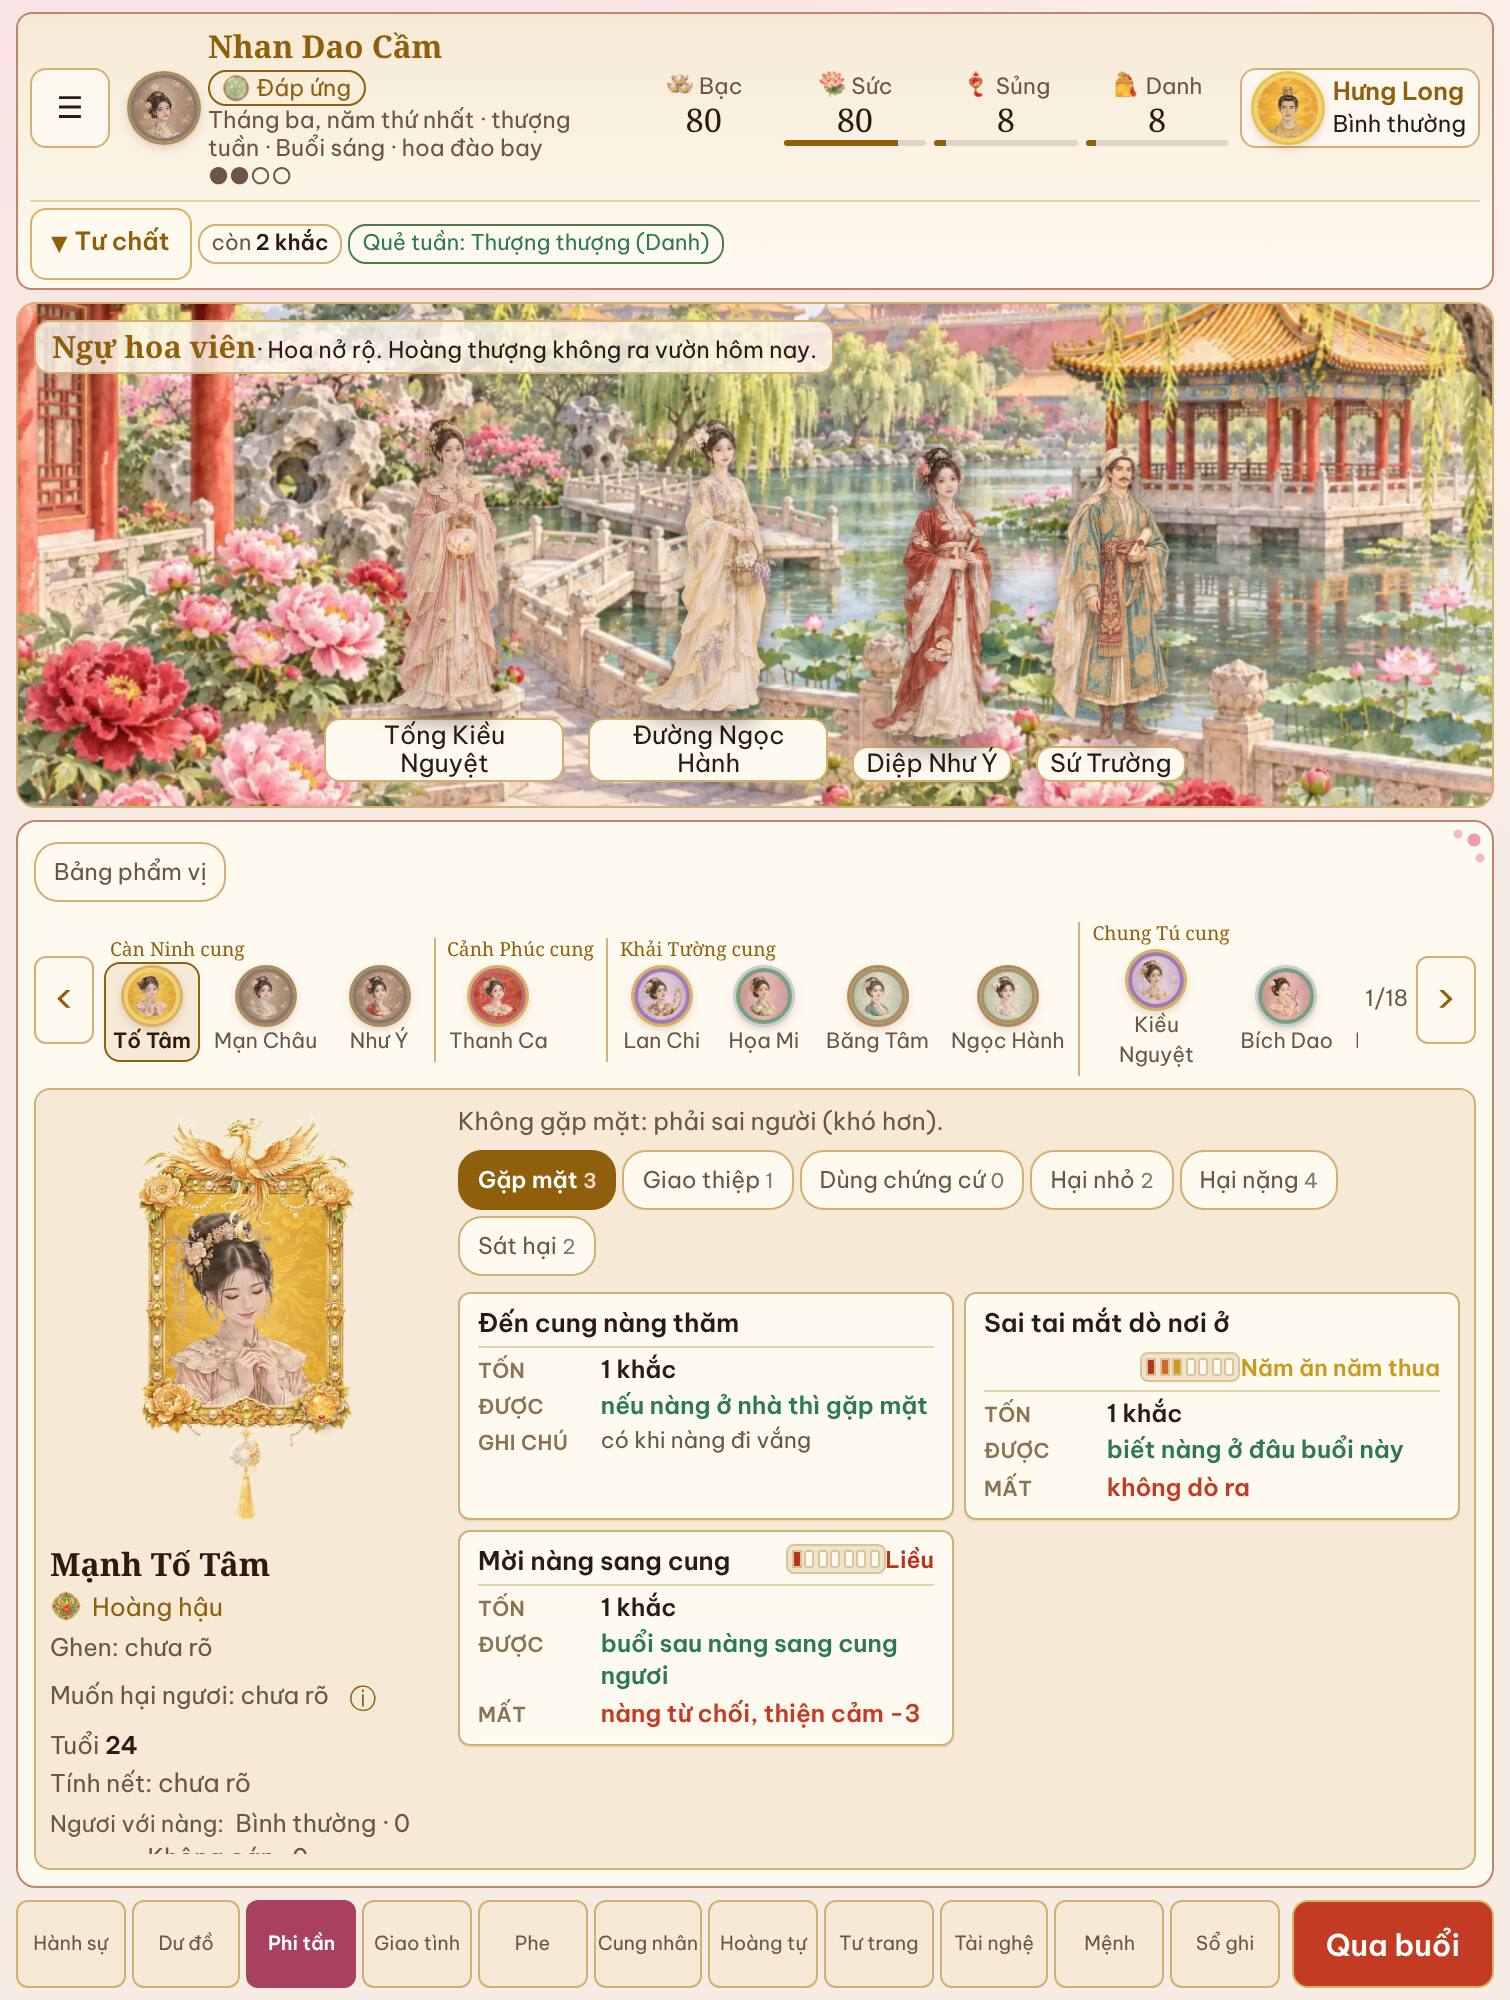 ☰
Nhan Dao Cầm
Đáp ứng
Tháng ba, năm thứ nhất · thượng
tuần · Buổi sáng · hoa đào bay
Bạc
80
Sức
80
Sủng
8
Danh
8
Hưng Long
Bình thường
▼ Tư chất
còn 2 khắc
Quẻ tuần: Thượng thượng (Danh)
Ngự hoa viên · Hoa nở rộ. Hoàng thượng không ra vườn hôm nay.
Tống Kiều
Nguyệt
Đường Ngọc
Hành
Diệp Như Ý
Sứ Trường
Bảng phẩm vị
Càn Ninh cung
Cảnh Phúc cung
Khải Tường cung
Chung Tú cung
‹
Tố Tâm
Mạn Châu
Như Ý
Thanh Ca
Lan Chi
Họa Mi
Băng Tâm
Ngọc Hành
Kiều
Nguyệt
Bích Dao
1/18
›
Không gặp mặt: phải sai người (khó hơn).
Gặp mặt 3
Giao thiệp 1
Dùng chứng cứ 0
Hại nhỏ 2
Hại nặng 4
Sát hại 2
Đến cung nàng thăm
TỐN 1 khắc
ĐƯỢC nếu nàng ở nhà thì gặp mặt
GHI CHÚ có khi nàng đi vắng
Sai tai mắt dò nơi ở
Năm ăn năm thua
TỐN 1 khắc
ĐƯỢC biết nàng ở đâu buổi này
MẤT không dò ra
Mời nàng sang cung
Liều
TỐN 1 khắc
ĐƯỢC buổi sau nàng sang cung
ngươi
MẤT nàng từ chối, thiện cảm -3
Mạnh Tố Tâm
Hoàng hậu
Ghen: chưa rõ
Muốn hại ngươi: chưa rõ ⓘ
Tuổi 24
Tính nết: chưa rõ
Ngươi với nàng: Bình thường · 0
Hành sự
Dư đồ
Phi tần
Giao tình
Phe
Cung nhân
Hoàng tự
Tư trang
Tài nghệ
Mệnh
Sổ ghi
Qua buổi